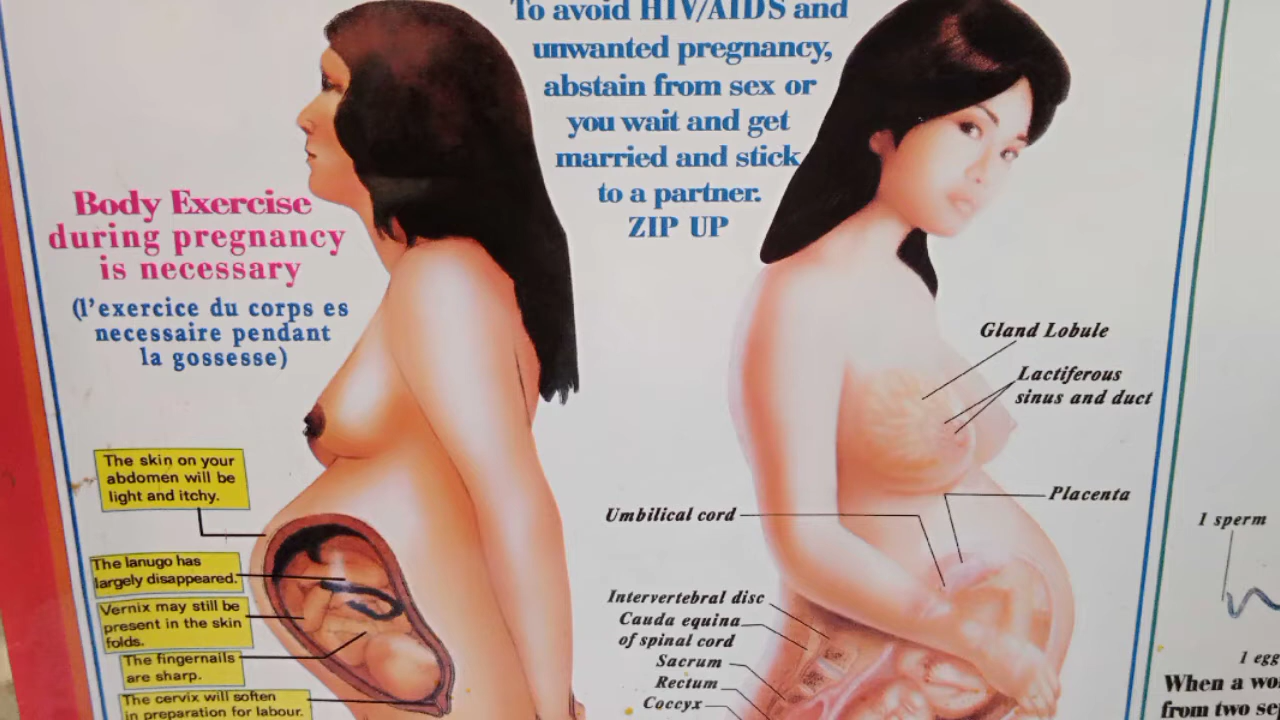 To avoid HIV/AIDS and
unwanted pregnancy,
abstain from sex or
you wait and get
married and stick
to a partner.
ZIP UP
Body Exercise
during pregnancy
is necessary
(l'exercice du corps es
necessaire pendant
la gossesse)
The skin on your
abdomen will be
light and itchy.
The lanugo has
largely disappeared.
Vernix may still be
present in the skin
folds.
The fingernails
are sharp.
The cervix will soften
in preparation for labour.
Gland Lobule
Lactiferous
sinus and duct
Placenta
Umbilical cord
Intervertebral disc
Cauda equina
of spinal cord
Sacrum
Rectum
Coccyx
1 sperm
1 egg
When a
from two